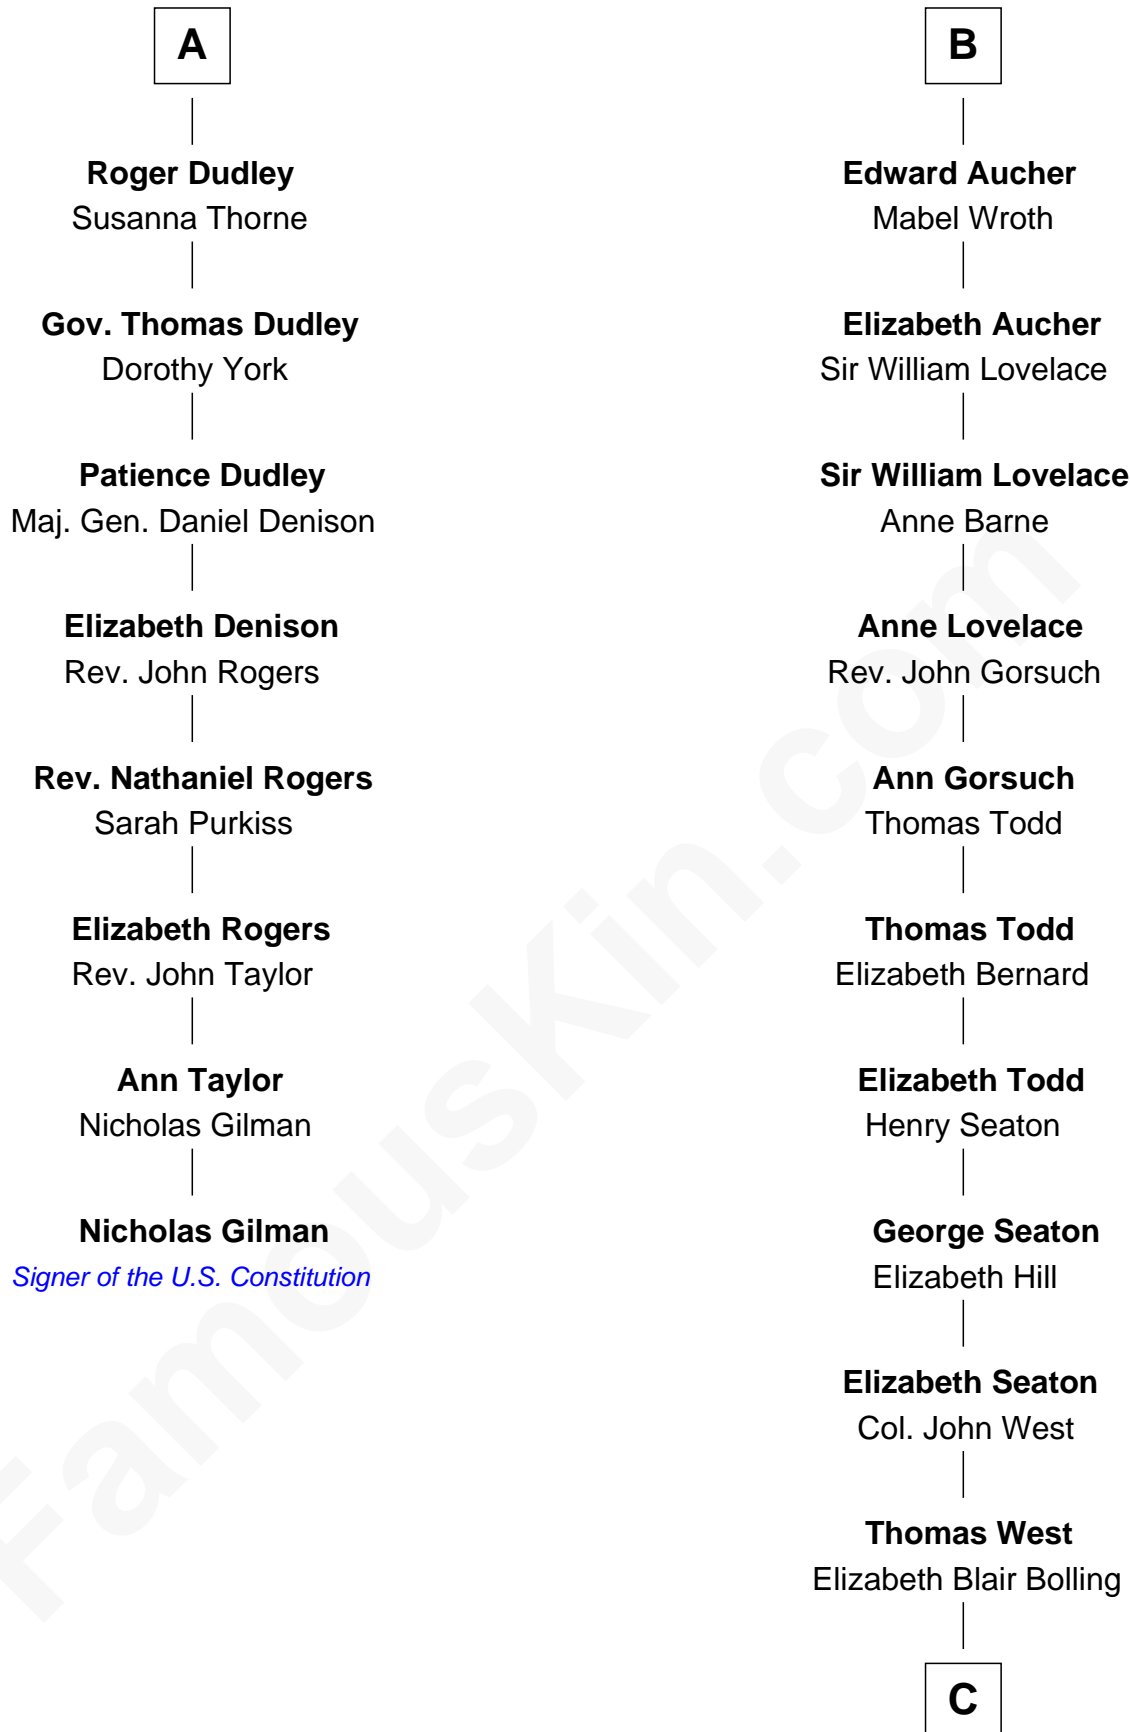 A
Roger Dudley
Susanna Thorne
Gov. Thomas Dudley
Dorothy York
Patience Dudley
Maj. Gen. Daniel Denison
Elizabeth Denison
Rev. John Rogers
Rev. Nathaniel Rogers
Sarah Purkiss
Elizabeth Rogers
Rev. John Taylor
Ann Taylor
Nicholas Gilman
Nicholas Gilman
Signer of the U.S. Constitution
B
Edward Aucher
Mabel Wroth
Elizabeth Aucher
Sir William Lovelace
Sir William Lovelace
Anne Barne
Anne Lovelace
Rev. John Gorsuch
Ann Gorsuch
Thomas Todd
Thomas Todd
Elizabeth Bernard
Elizabeth Todd
Henry Seaton
George Seaton
Elizabeth Hill
Elizabeth Seaton
Col. John West
Thomas West
Elizabeth Blair Bolling
C
FamousKin.com